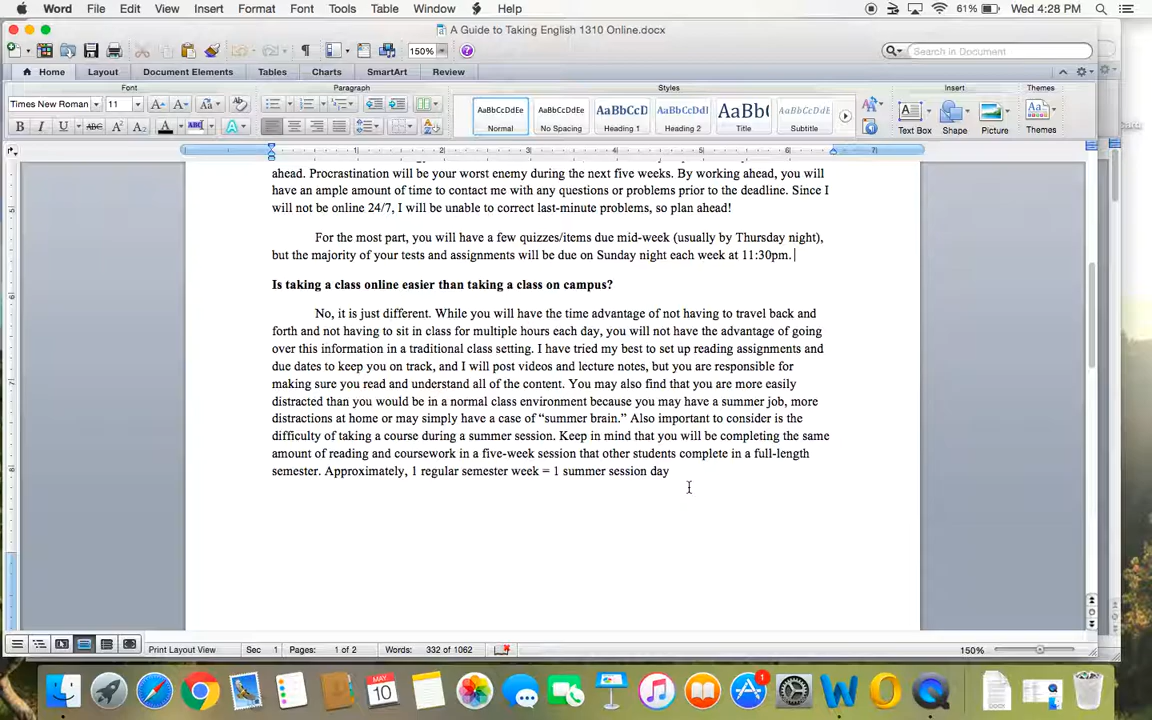 Word File Edit View Insert Format Font Tools Table Window Help 61% Wed 4:28 PM
A Guide to Taking English 1310 Online.docx
150% Search in Document
Home Layout Document Elements Tables Charts SmartArt Review
Font Paragraph Styles Insert Themes
Times New Roman 11 AaBbCcDdEe AaBbCcDdEe AaBbCcD AaBbCcDdI AaBb( AaBbCcDdEe
Normal No Spacing Heading 1 Heading 2 Title Subtitle Text Box Shape Picture Themes
1 2 3 4 5 6 7
ahead. Procrastination will be your worst enemy during the next five weeks. By working ahead, you will
have an ample amount of time to contact me with any questions or problems prior to the deadline. Since I
will not be online 24/7, I will be unable to correct last-minute problems, so plan ahead!
For the most part, you will have a few quizzes/items due mid-week (usually by Thursday night),
but the majority of your tests and assignments will be due on Sunday night each week at 11:30pm.
Is taking a class online easier than taking a class on campus?
No, it is just different. While you will have the time advantage of not having to travel back and
forth and not having to sit in class for multiple hours each day, you will not have the advantage of going
over this information in a traditional class setting. I have tried my best to set up reading assignments and
due dates to keep you on track, and I will post videos and lecture notes, but you are responsible for
making sure you read and understand all of the content. You may also find that you are more easily
distracted than you would be in a normal class environment because you may have a summer job, more
distractions at home or may simply have a case of “summer brain.” Also important to consider is the
difficulty of taking a course during a summer session. Keep in mind that you will be completing the same
amount of reading and coursework in a five-week session that other students complete in a full-length
semester. Approximately, 1 regular semester week = 1 summer session day
Print Layout View Sec 1 Pages: 1 of 2 Words: 332 of 1062 150%
MAY
10
1